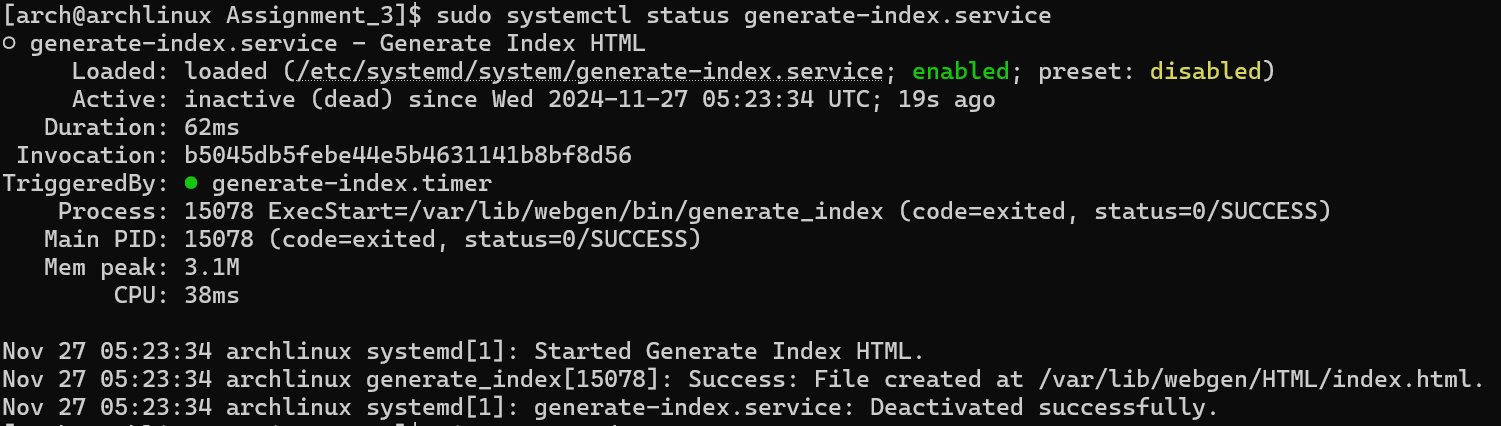 [arch@archlinux Assignment_3]$ sudo systemctl status generate-index.service
○ generate-index.service - Generate Index HTML
     Loaded: loaded (/etc/systemd/system/generate-index.service; enabled; preset: disabled)
     Active: inactive (dead) since Wed 2024-11-27 05:23:34 UTC; 19s ago
   Duration: 62ms
 Invocation: b5045db5febe44e5b4631141b8bf8d56
TriggeredBy: ● generate-index.timer
    Process: 15078 ExecStart=/var/lib/webgen/bin/generate_index (code=exited, status=0/SUCCESS)
   Main PID: 15078 (code=exited, status=0/SUCCESS)
   Mem peak: 3.1M
        CPU: 38ms

Nov 27 05:23:34 archlinux systemd[1]: Started Generate Index HTML.
Nov 27 05:23:34 archlinux generate_index[15078]: Success: File created at /var/lib/webgen/HTML/index.html.
Nov 27 05:23:34 archlinux systemd[1]: generate-index.service: Deactivated successfully.